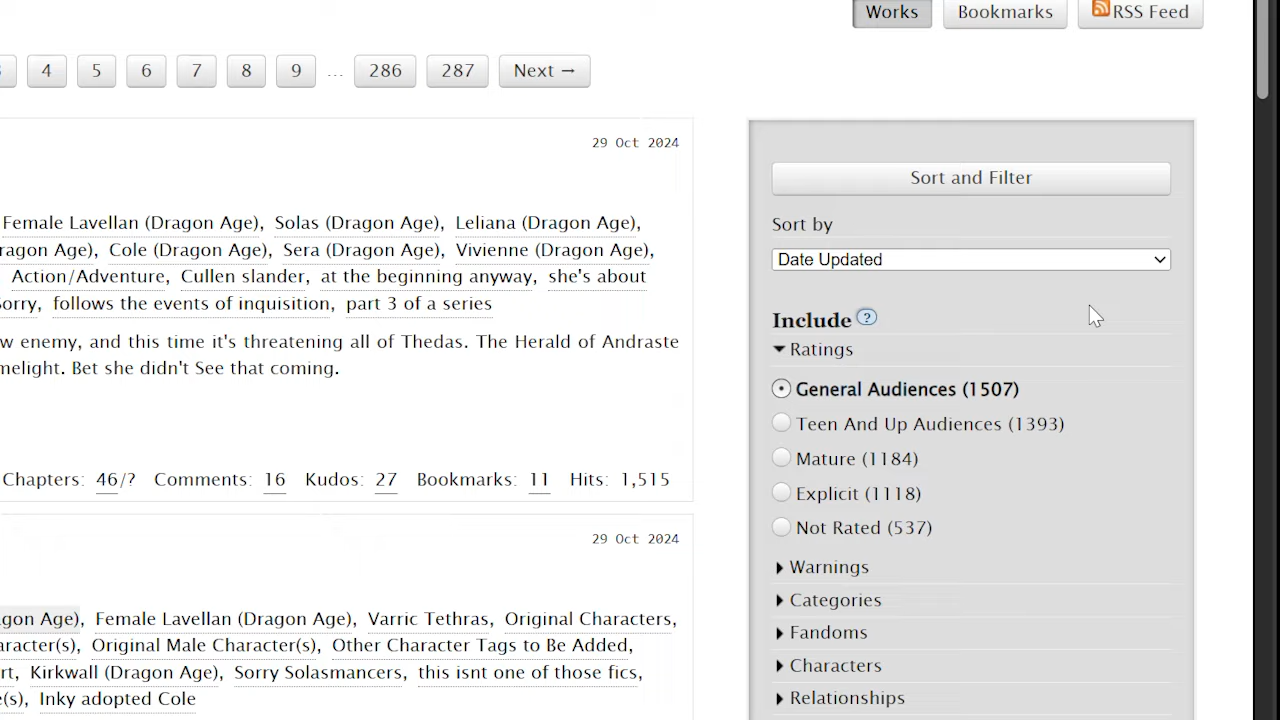 Works Bookmarks RSS Feed
4 5 6 7 8 9 … 286 287 Next →
29 Oct 2024
Female Lavellan (Dragon Age), Solas (Dragon Age), Leliana (Dragon Age),
Age), Cole (Dragon Age), Sera (Dragon Age), Vivienne (Dragon Age),
Action/Adventure, Cullen slander, at the beginning anyway, she's about
follows the events of inquisition, part 3 of a series
enemy, and this time it's threatening all of Thedas. The Herald of Andraste
Bet she didn't See that coming.
Chapters: 46/? Comments: 16 Kudos: 27 Bookmarks: 11 Hits: 1,515
29 Oct 2024
Age), Female Lavellan (Dragon Age), Varric Tethras, Original Characters,
Original Male Character(s), Other Character Tags to Be Added,
Kirkwall (Dragon Age), Sorry Solasmancers, this isnt one of those fics,
Inky adopted Cole
Sort and Filter
Sort by
Date Updated
Include ?
Ratings
General Audiences (1507)
Teen And Up Audiences (1393)
Mature (1184)
Explicit (1118)
Not Rated (537)
Warnings
Categories
Fandoms
Characters
Relationships